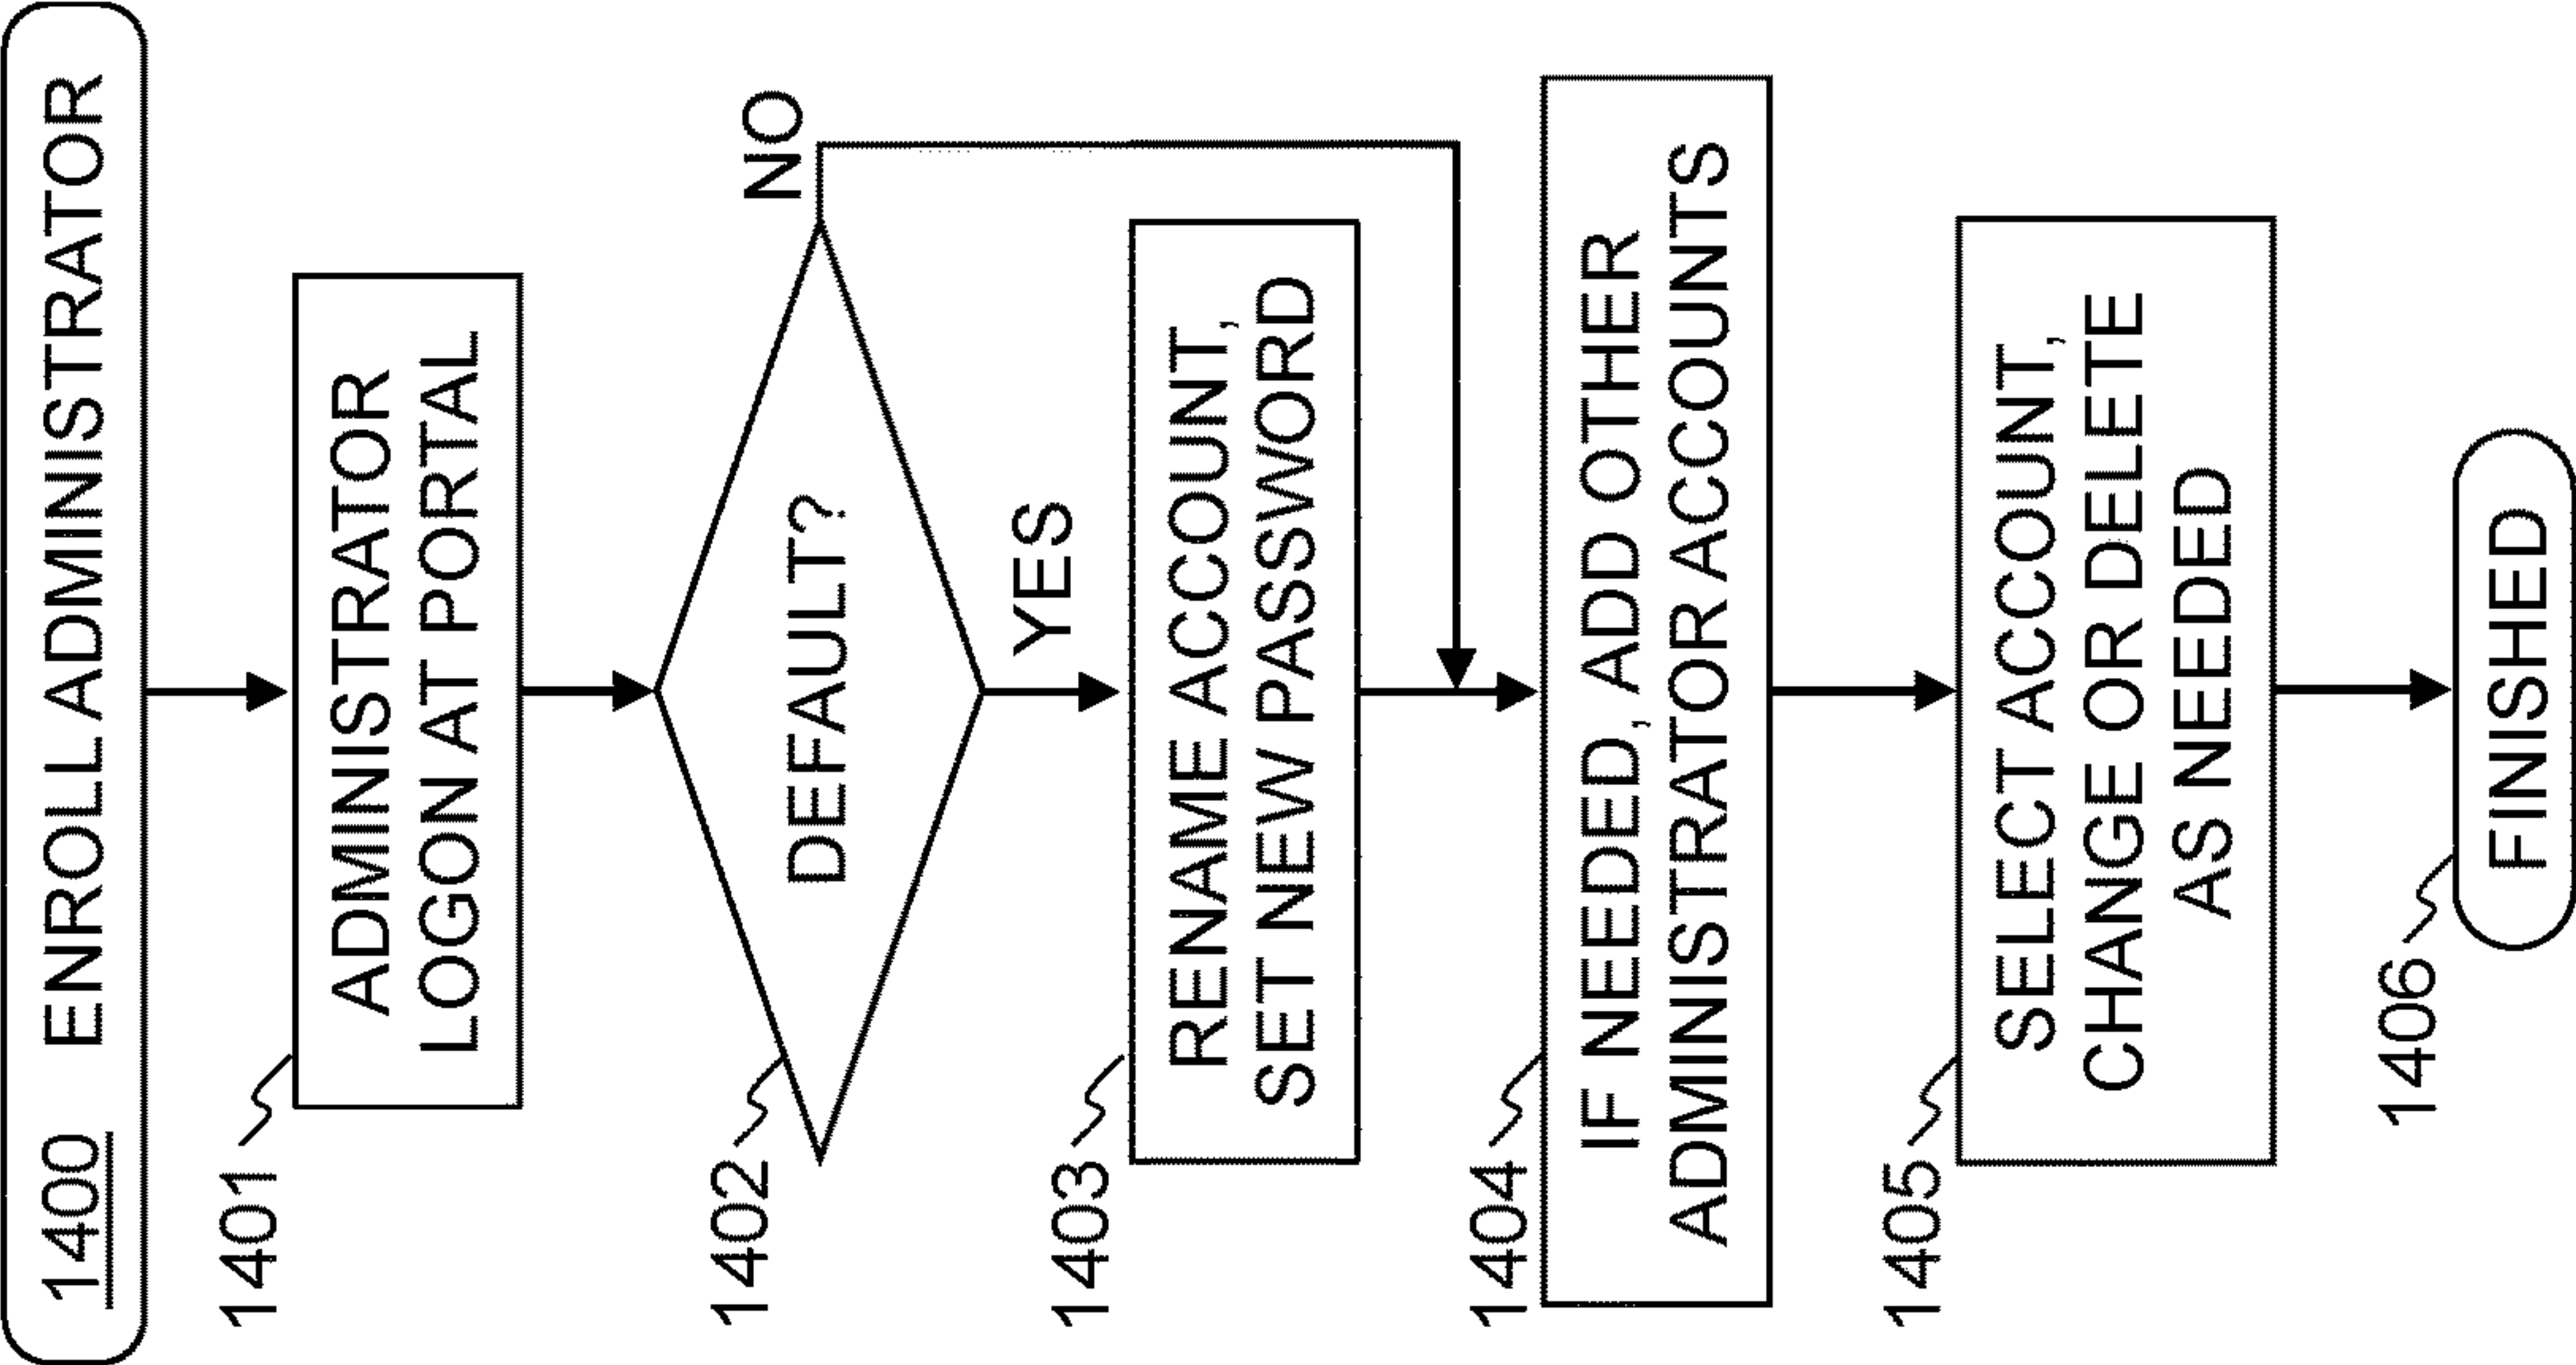 1400 ENROLL ADMINISTRATOR
1401
ADMINISTRATOR
LOGON AT PORTAL
1402
DEFAULT?
NO
YES
1403
RENAME ACCOUNT,
SET NEW PASSWORD
1404
IF NEEDED, ADD OTHER
ADMINISTRATOR ACCOUNTS
1405
SELECT ACCOUNT,
CHANGE OR DELETE
AS NEEDED
1406
FINISHED